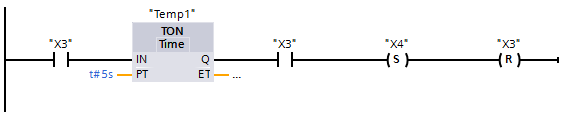 "Temp1"
"X3" TON Time "X3" "X4" "X3"
IN Q S R
t#5s PT ET ...